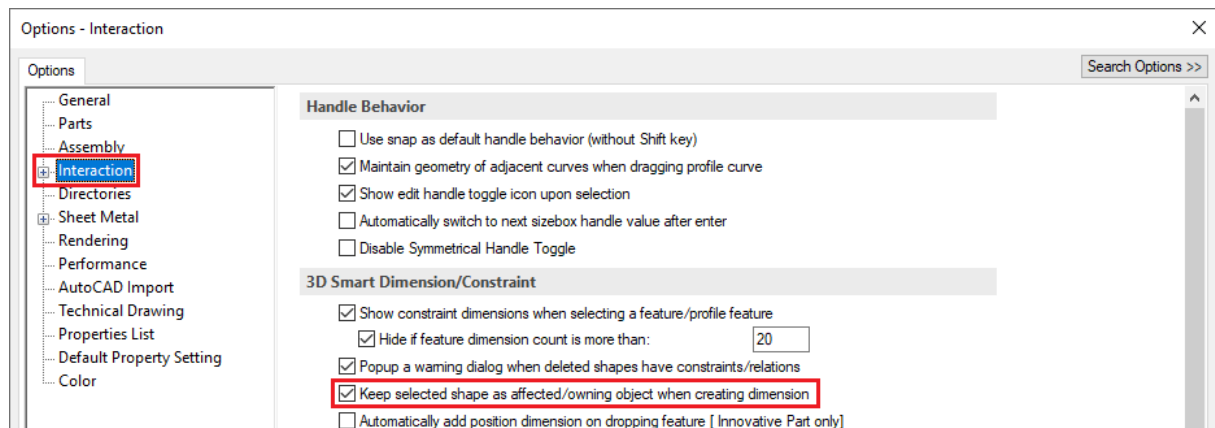 Options - Interaction
Options
Search Options >>
General
Parts
Assembly
Interaction
Directories
Sheet Metal
Rendering
Performance
AutoCAD Import
Technical Drawing
Properties List
Default Property Setting
Color
Handle Behavior
Use snap as default handle behavior (without Shift key)
Maintain geometry of adjacent curves when dragging profile curve
Show edit handle toggle icon upon selection
Automatically switch to next sizebox handle value after enter
Disable Symmetrical Handle Toggle
3D Smart Dimension/Constraint
Show constraint dimensions when selecting a feature/profile feature
Hide if feature dimension count is more than: 20
Popup a warning dialog when deleted shapes have constraints/relations
Keep selected shape as affected/owning object when creating dimension
Automatically add position dimension on dropping feature [ Innovative Part only]